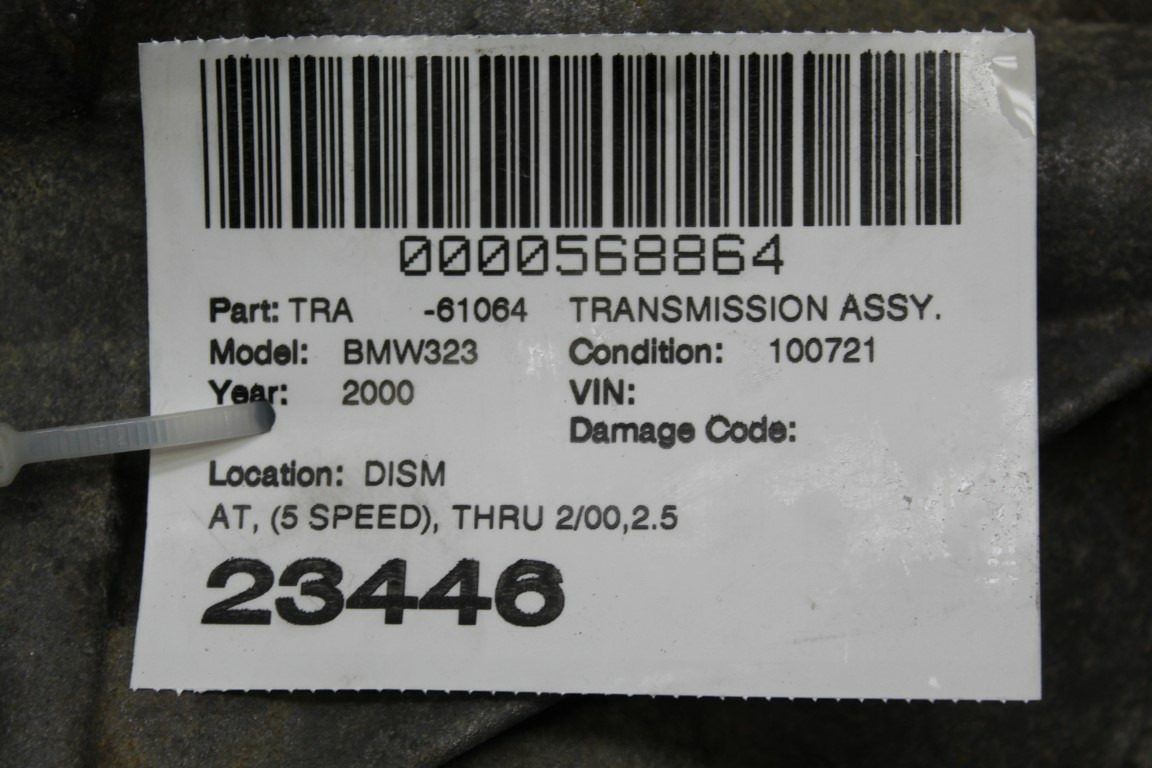 0000568864
Part: TRA -61064 TRANSMISSION ASSY.
Model: BMW323 Condition: 100721
Year: 2000 VIN:
Damage Code:
Location: DISM
AT, (5 SPEED), THRU 2/00,2.5
23446